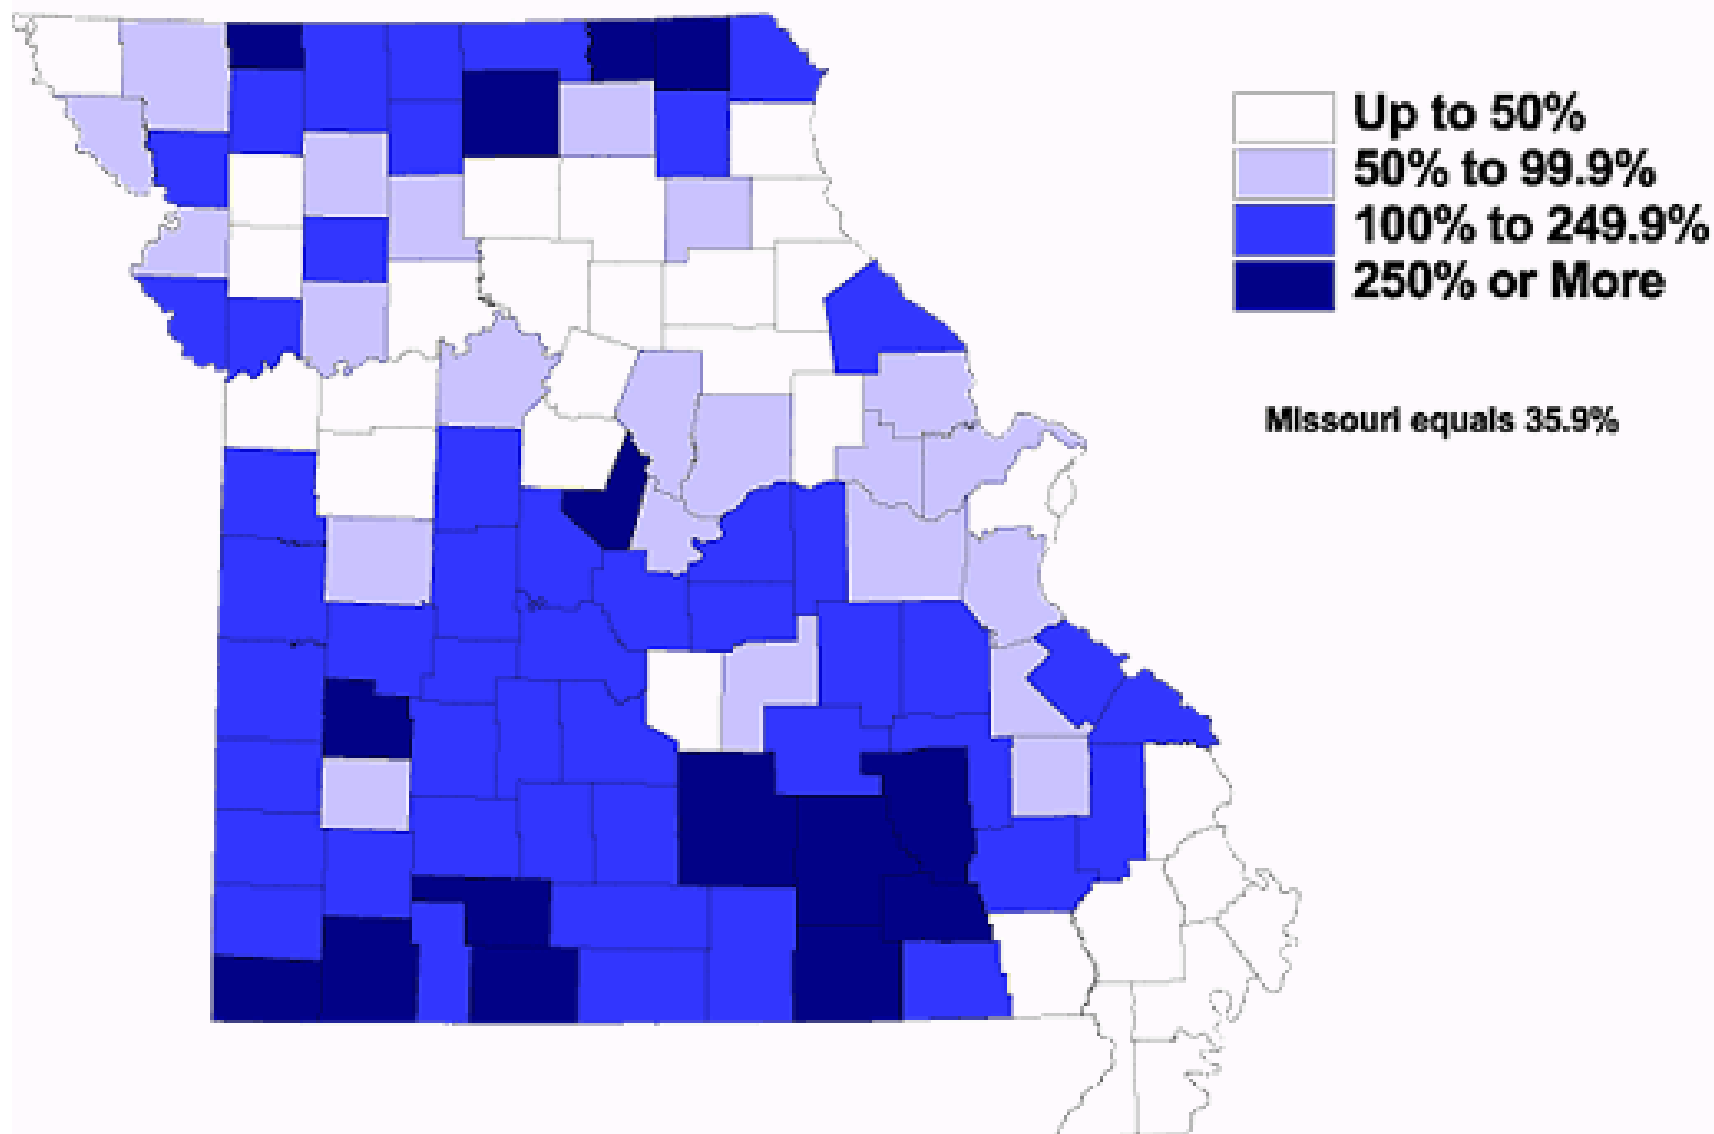 Up to 50%
50% to 99.9%
100% to 249.9%
250% or More
Missouri equals 35.9%